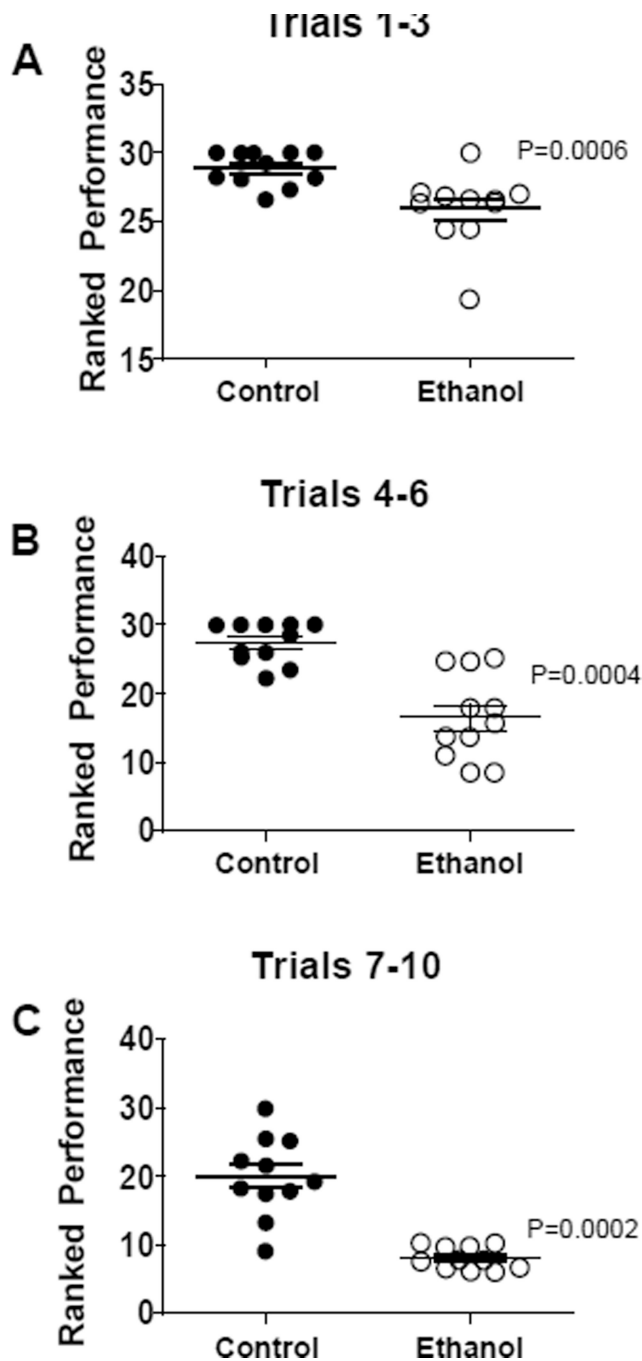 Trials 1-3
A
Ranked Performance
35
30
25
20
15
P=0.0006
Control Ethanol
Trials 4-6
B
Ranked Performance
40
30
20
10
0
P=0.0004
Control Ethanol
Trials 7-10
C
Ranked Performance
40
30
20
10
0
P=0.0002
Control Ethanol